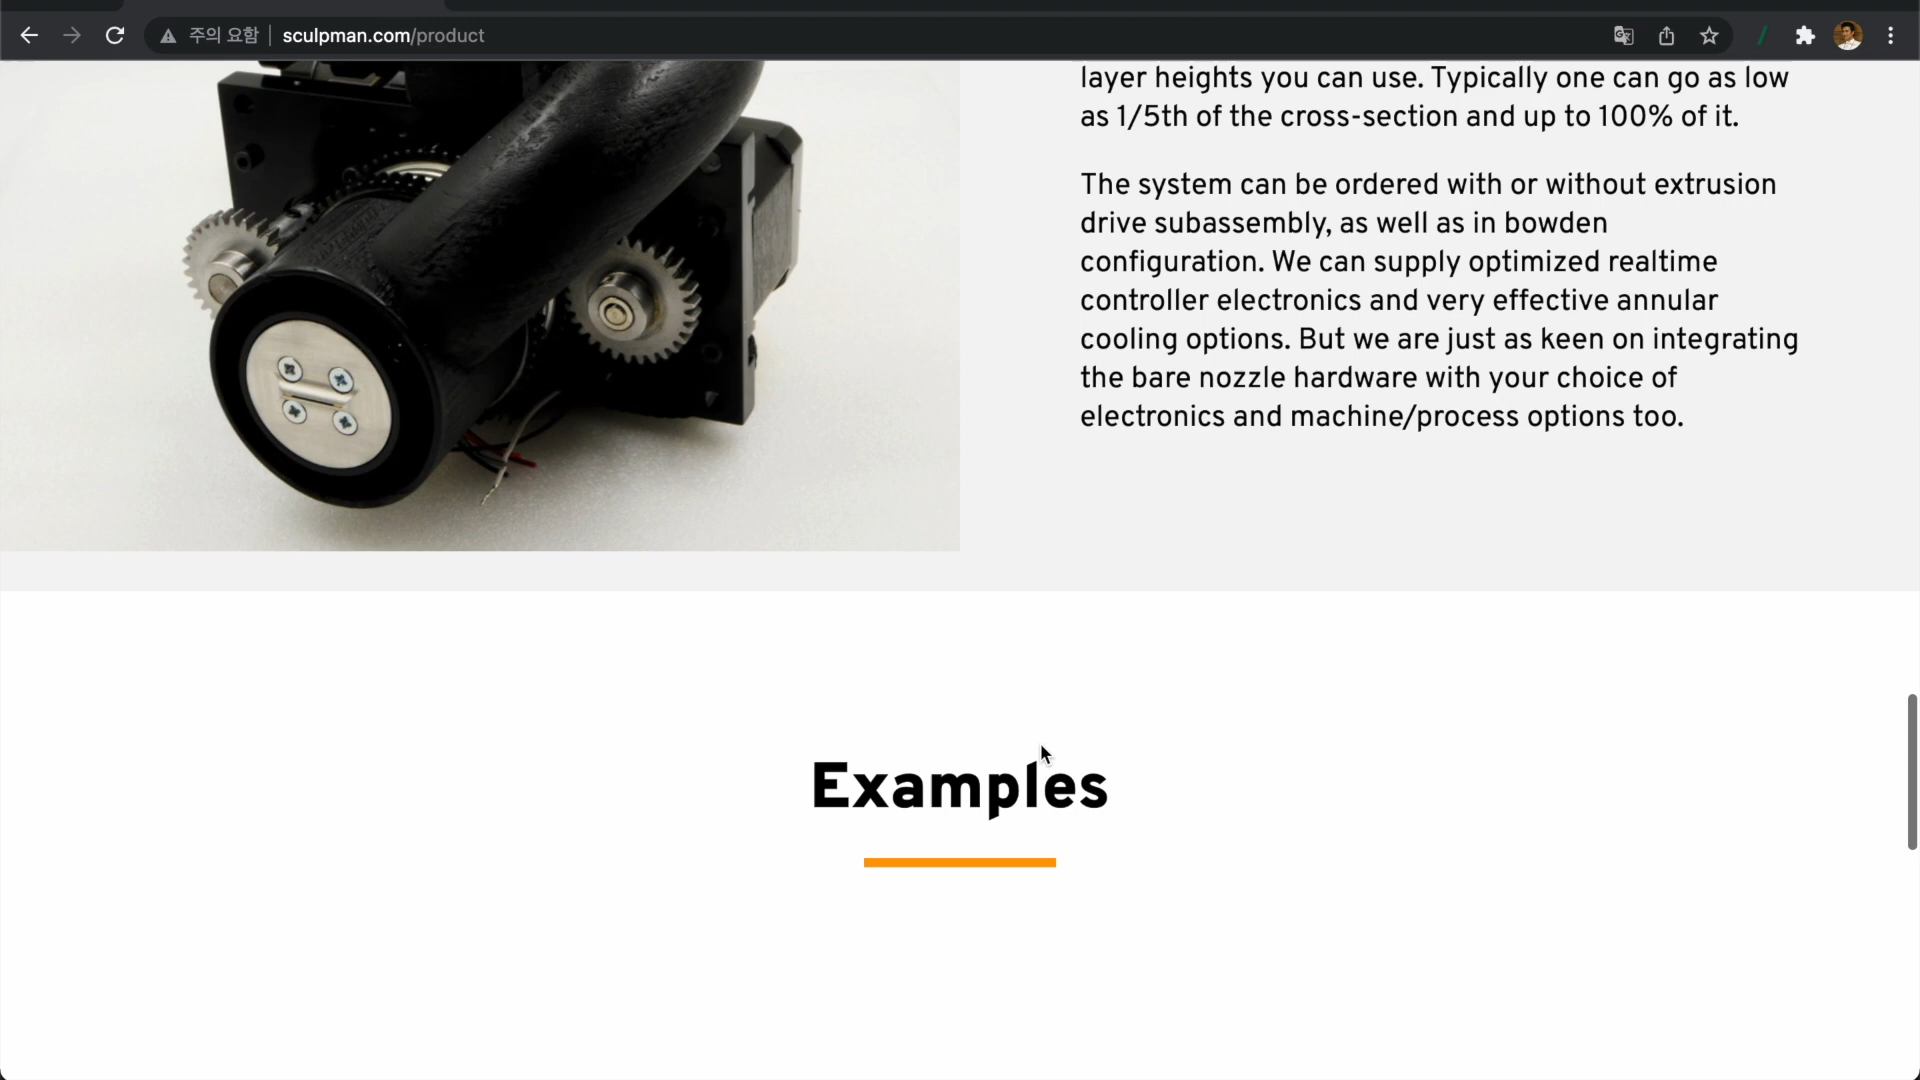 주의 요함 sculpman.com/product
layer heights you can use. Typically one can go as low
as 1/5th of the cross-section and up to 100% of it.
The system can be ordered with or without extrusion
drive subassembly, as well as in bowden
configuration. We can supply optimized realtime
controller electronics and very effective annular
cooling options. But we are just as keen on integrating
the bare nozzle hardware with your choice of
electronics and machine/process options too.
Examples